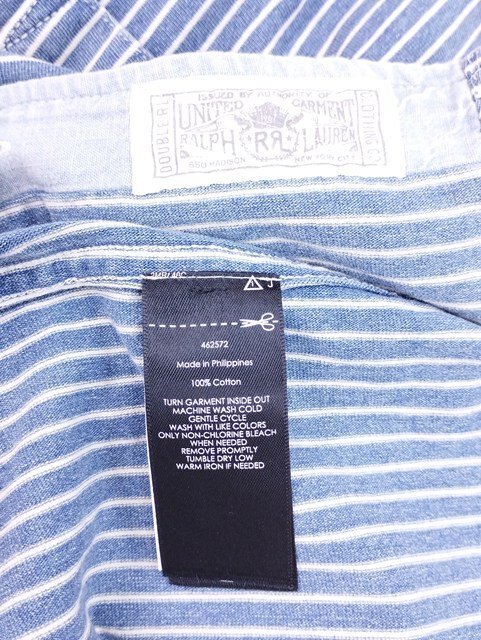 ISSUED BY AUTHORITY OF
DOUBLE RL
UNITED GARMENT
CLOTHING
RALPH RR LAUREN
650 MADISON NEW YORK CITY
462572
Made in Philippines
100% Cotton
TURN GARMENT INSIDE OUT
MACHINE WASH COLD
GENTLE CYCLE
WASH WITH LIKE COLORS
ONLY NON-CHLORINE BLEACH
WHEN NEEDED
REMOVE PROMPTLY
TUMBLE DRY LOW
WARM IRON IF NEEDED